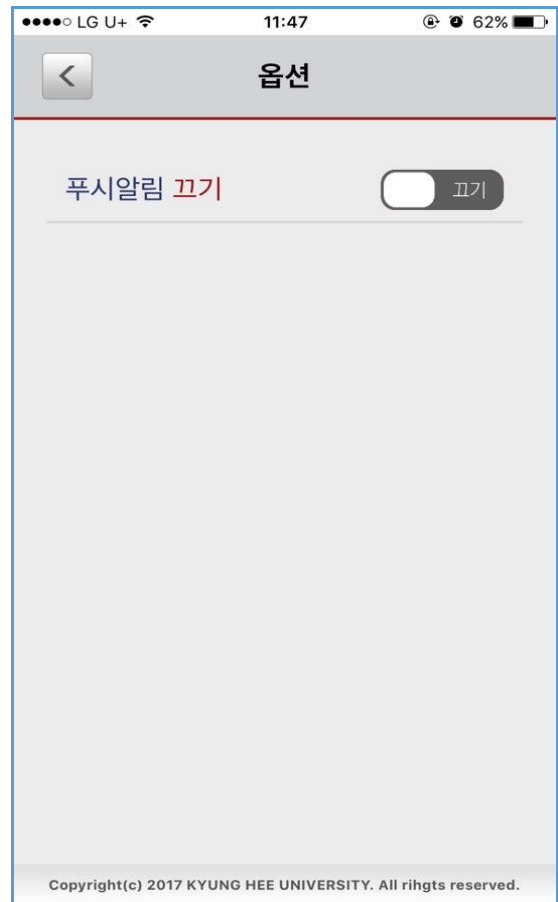 LG U+ 11:47 62%
옵션
푸시알림 끄기 끄기
Copyright(c) 2017 KYUNG HEE UNIVERSITY. All rihgts reserved.